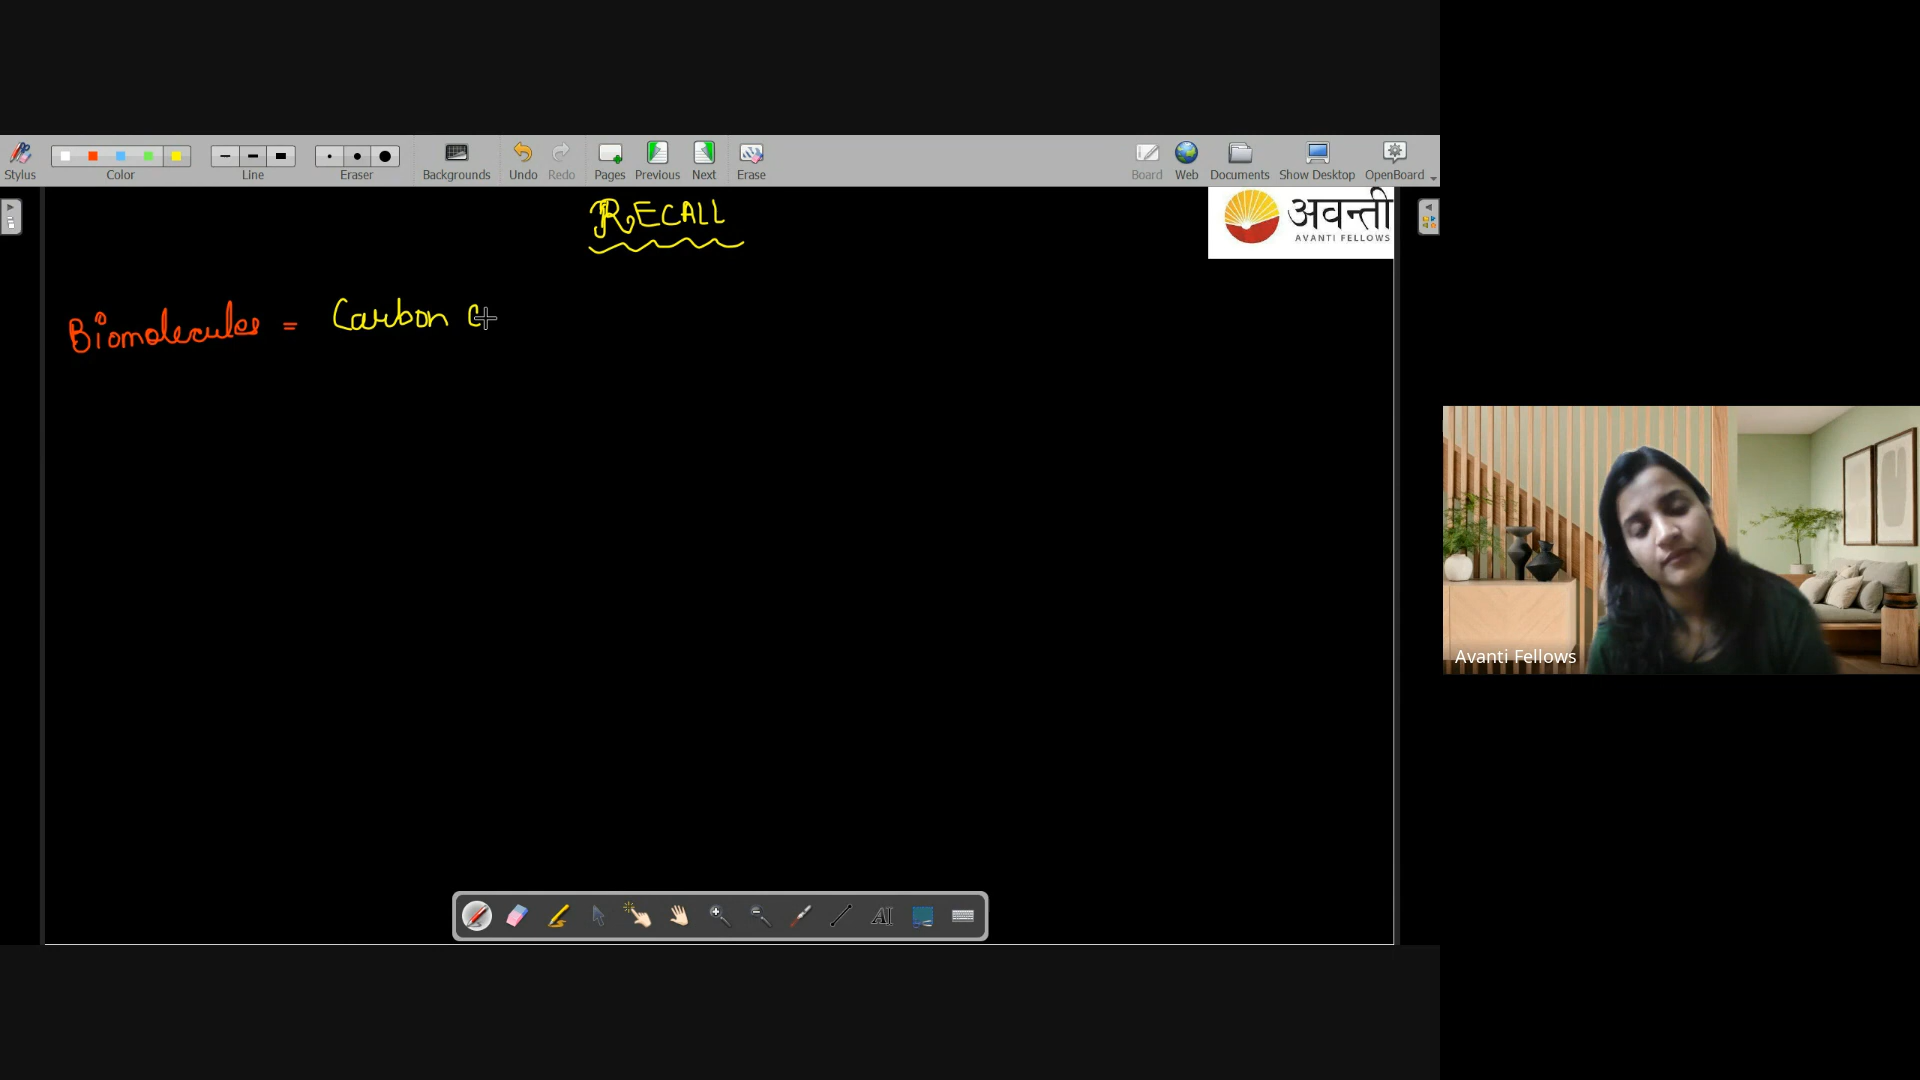 Stylus
Color
Line
Eraser
Backgrounds
Undo
Redo
Pages
Previous
Next
Erase
Board
Web
Documents
Show Desktop
OpenBoard
RECALL
अवन्ती
AVANTI FELLOWS
Biomolecules = Carbon
AI
Avanti Fellows